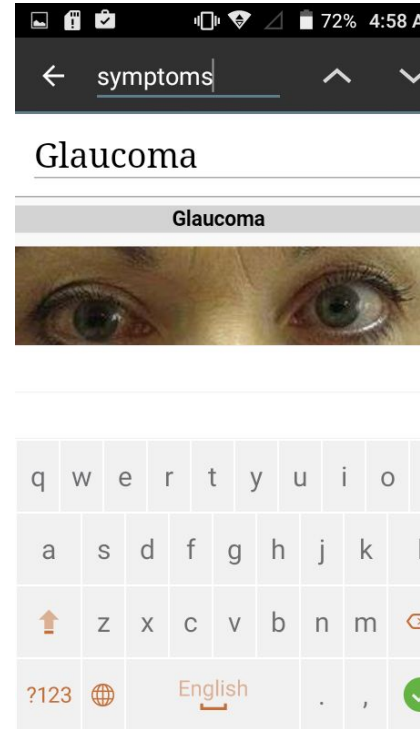 72% 4:58 A
symptoms
Glaucoma
Glaucoma
q w e r t y u i o
a s d f g h j k l
z x c v b n m
?123 English . ,